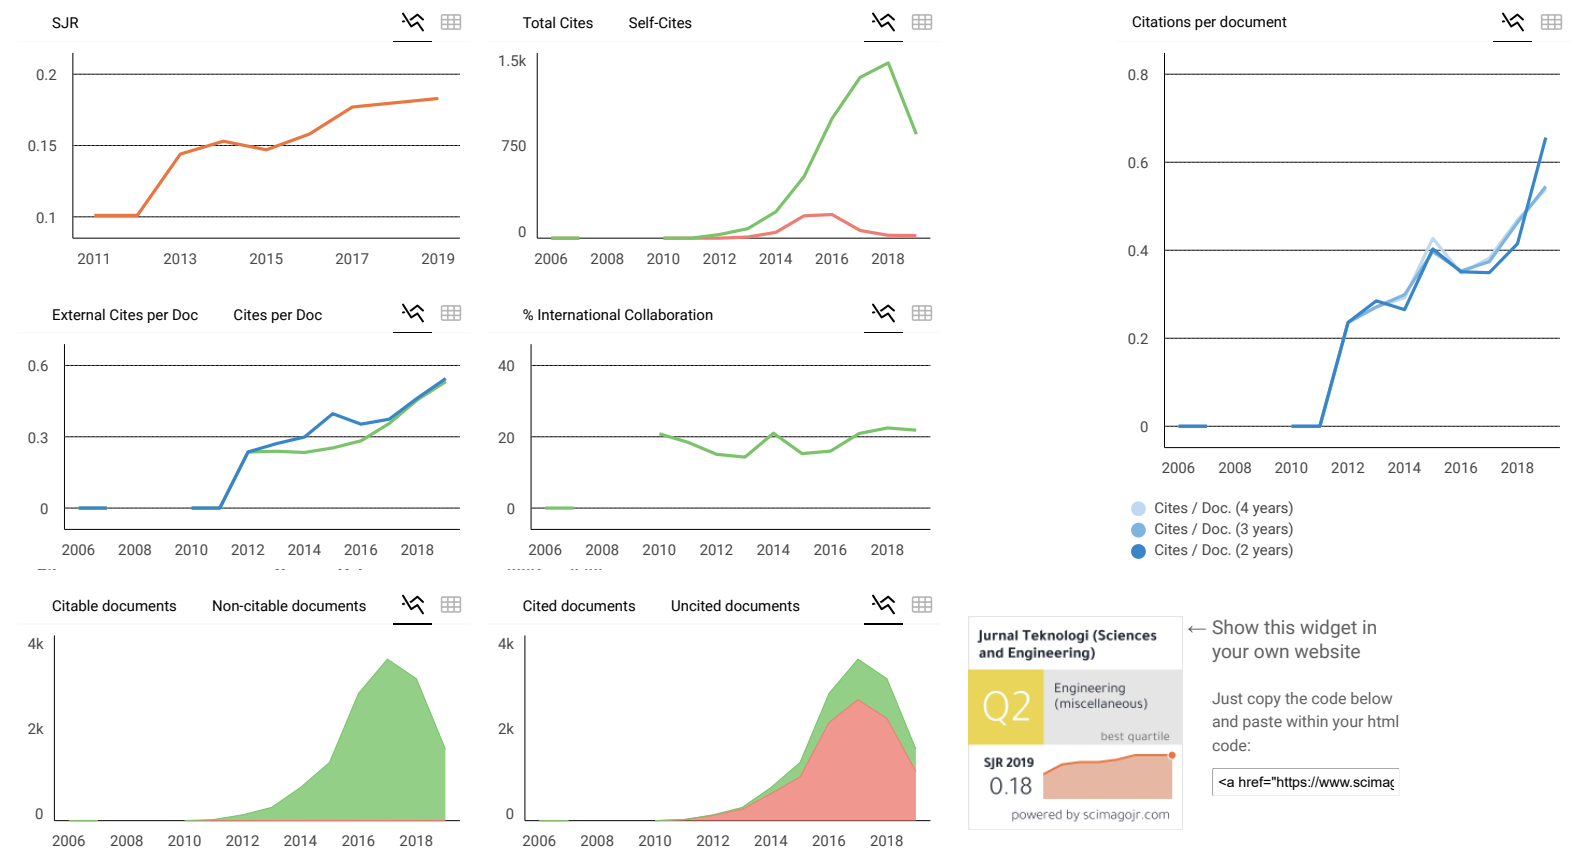 SJR
0.2
0.15
0.1
2011 2013 2015 2017 2019
Total Cites Self-Cites
1.5k
750
0
2006 2008 2010 2012 2014 2016 2018
Citations per document
0.8
0.6
0.4
0.2
0
2006 2008 2010 2012 2014 2016 2018
Cites / Doc. (4 years)
Cites / Doc. (3 years)
Cites / Doc. (2 years)
External Cites per Doc Cites per Doc
0.6
0.3
0
2006 2008 2010 2012 2014 2016 2018
% International Collaboration
40
20
0
2006 2008 2010 2012 2014 2016 2018
Citable documents Non-citable documents
4k
2k
0
2006 2008 2010 2012 2014 2016 2018
Cited documents Uncited documents
4k
2k
0
2006 2008 2010 2012 2014 2016 2018
Jurnal Teknologi (Sciences
and Engineering)
Q2
Engineering
(miscellaneous)
best quartile
SJR 2019
0.18
powered by scimagojr.com
← Show this widget in
your own website
Just copy the code below
and paste within your html
code:
<a href="https://www.scimag